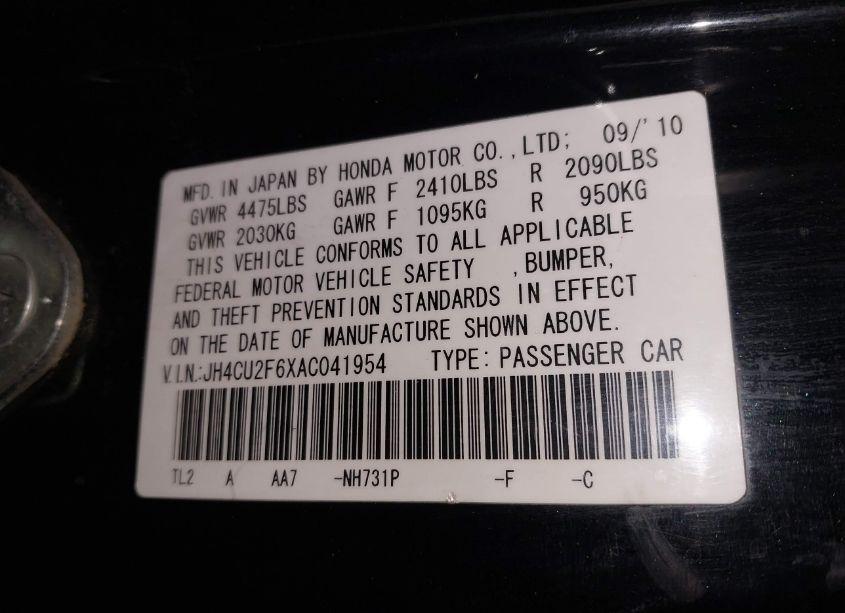 MFD. IN JAPAN BY HONDA MOTOR CO.,LTD; 09/'10
GVWR 4475LBS GAWR F 2410LBS R 2090LBS
GVWR 2030KG GAWR F 1095KG R 950KG
THIS VEHICLE CONFORMS TO ALL APPLICABLE
FEDERAL MOTOR VEHICLE SAFETY , BUMPER,
AND THEFT PREVENTION STANDARDS IN EFFECT
ON THE DATE OF MANUFACTURE SHOWN ABOVE.
V.I.N.:JH4CU2F6XAC041954 TYPE: PASSENGER CAR
TL2 A AA7 -NH731P -F -C